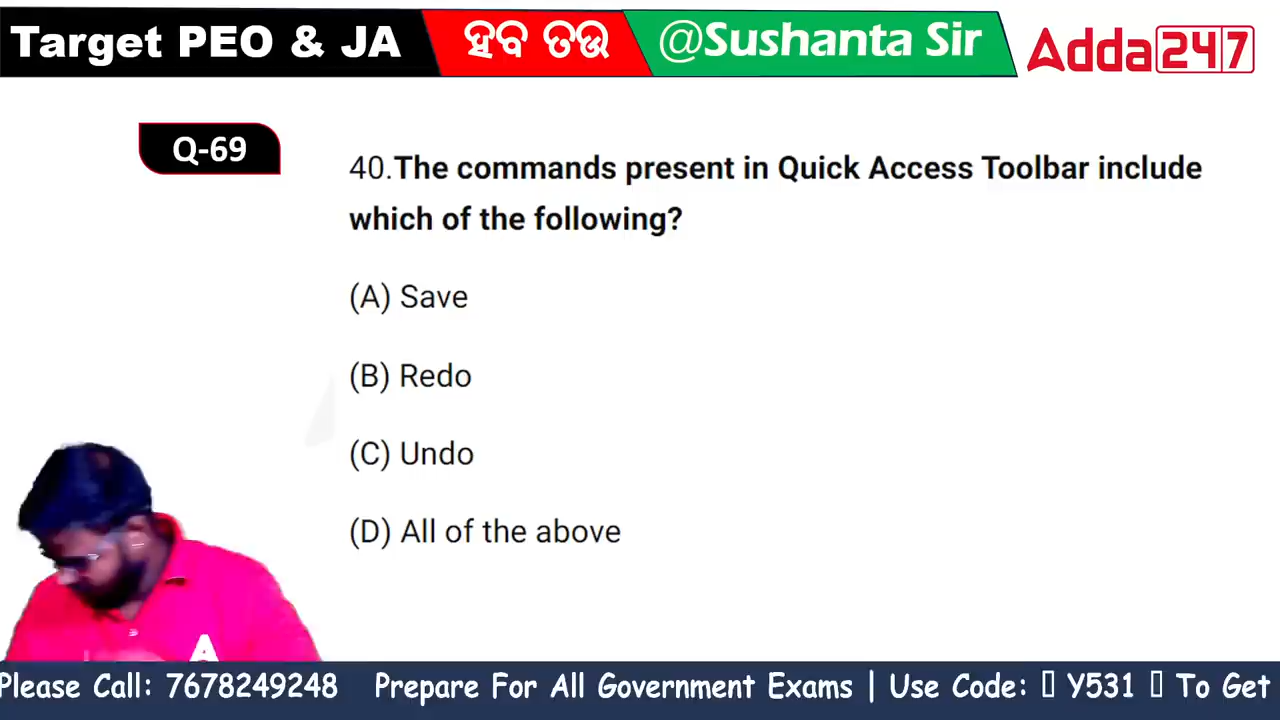 Target PEO & JA ହବ ତଉ @Sushanta Sir Adda247
Q-69
40.The commands present in Quick Access Toolbar include
which of the following?
(A) Save
(B) Redo
(C) Undo
(D) All of the above
Please Call: 7678249248 Prepare For All Government Exams | Use Code: Y531 To Get